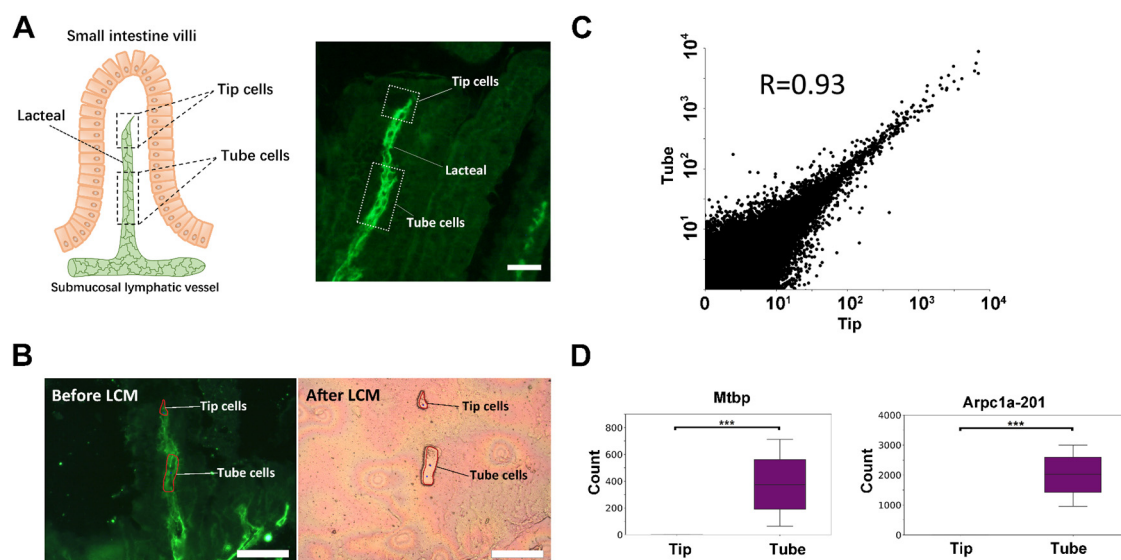 A
Small intestine villi
Tip cells
Lacteal
Tube cells
Submucosal lymphatic vessel
Tip cells
Lacteal
Tube cells
B
Before LCM
Tip cells
Tube cells
After LCM
Tip cells
Tube cells
C
R=0.93
Tube
10⁴
10³
10²
10¹
0
0
10¹
10²
10³
10⁴
Tip
D
Mtbp
***
Count
800
600
400
200
0
Tip
Tube
Arpc1a-201
***
Count
4000
3000
2000
1000
0
Tip
Tube